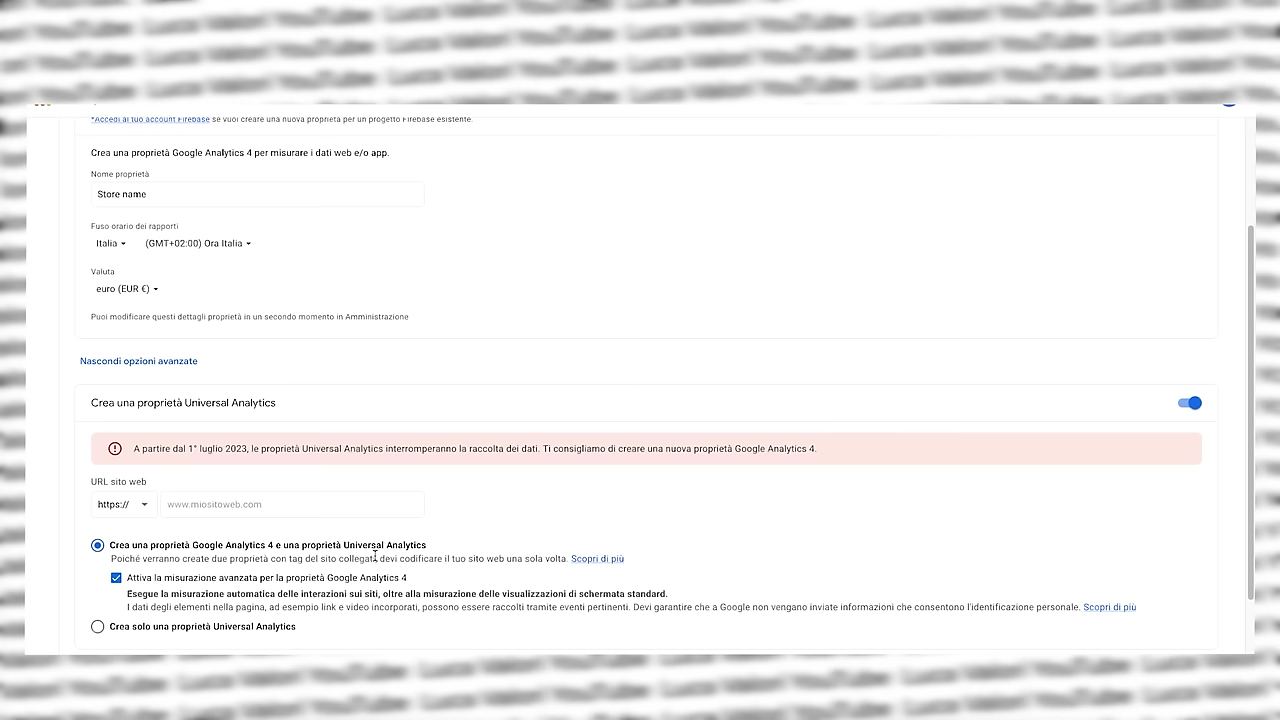 *Accedi al tuo account Firebase se vuoi creare una nuova proprietà per un progetto Firebase esistente.
Crea una proprietà Google Analytics 4 per misurare i dati web e/o app.
Nome proprietà
Store name
Fuso orario dei rapporti
Italia (GMT+02:00) Ora Italia
Valuta
euro (EUR €)
Puoi modificare questi dettagli proprietà in un secondo momento in Amministrazione
Nascondi opzioni avanzate
Crea una proprietà Universal Analytics
A partire dal 1° luglio 2023, le proprietà Universal Analytics interromperanno la raccolta dei dati. Ti consigliamo di creare una nuova proprietà Google Analytics 4.
URL sito web
https:// www.miositoweb.com
Crea una proprietà Google Analytics 4 e una proprietà Universal Analytics
Poiché verranno create due proprietà con tag del sito collegati devi codificare il tuo sito web una sola volta. Scopri di più
Attiva la misurazione avanzata per la proprietà Google Analytics 4
Esegue la misurazione automatica delle interazioni sui siti, oltre alla misurazione delle visualizzazioni di schermata standard.
I dati degli elementi nella pagina, ad esempio link e video incorporati, possono essere raccolti tramite eventi pertinenti. Devi garantire che a Google non vengano inviate informazioni che consentono l'identificazione personale. Scopri di più
Crea solo una proprietà Universal Analytics